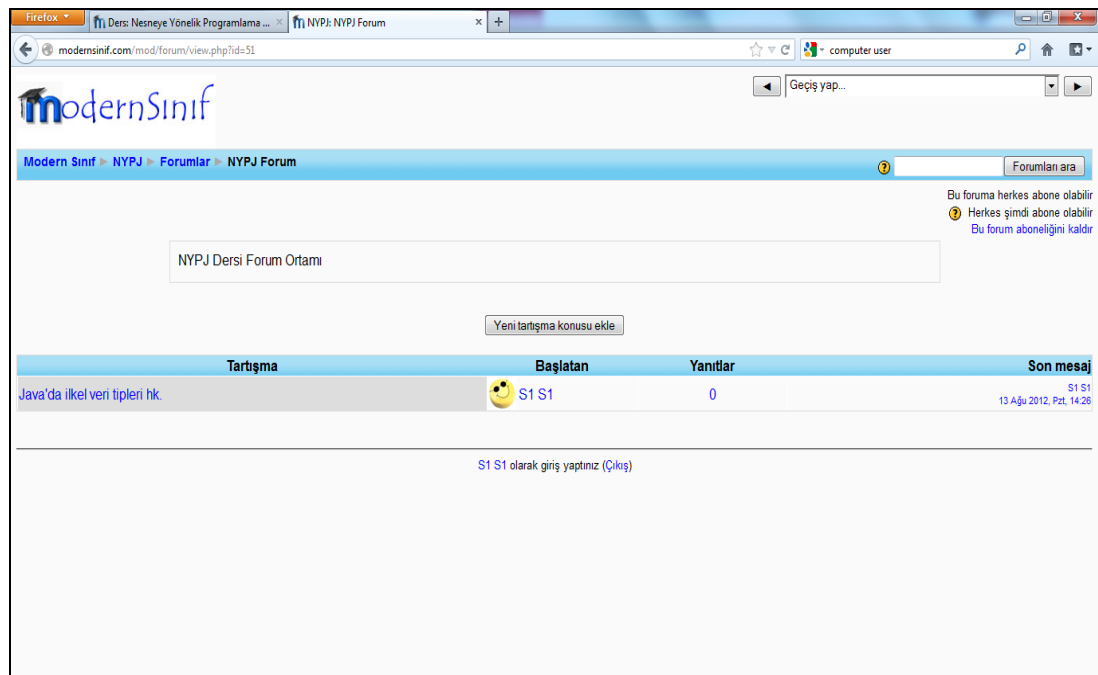 Firefox
Ders: Nesneye Yönelik Programlama ...
NYPJ: NYPJ Forum
modernsinif.com/mod/forum/view.php?id=51
computer user
modernSınıf
Geçiş yap...
Modern Sınıf ► NYPJ ► Forumlar ► NYPJ Forum
Forumları ara
Bu foruma herkes abone olabilir
Herkes şimdi abone olabilir
Bu forum aboneliğini kaldır
NYPJ Dersi Forum Ortamı
Yeni tartışma konusu ekle
Tartışma Başlatan Yanıtlar Son mesaj
Java'da ilkel veri tipleri hk. S1 S1 0 S1 S1
13 Ağu 2012, Pzt, 14:26
S1 S1 olarak giriş yaptınız (Çıkış)